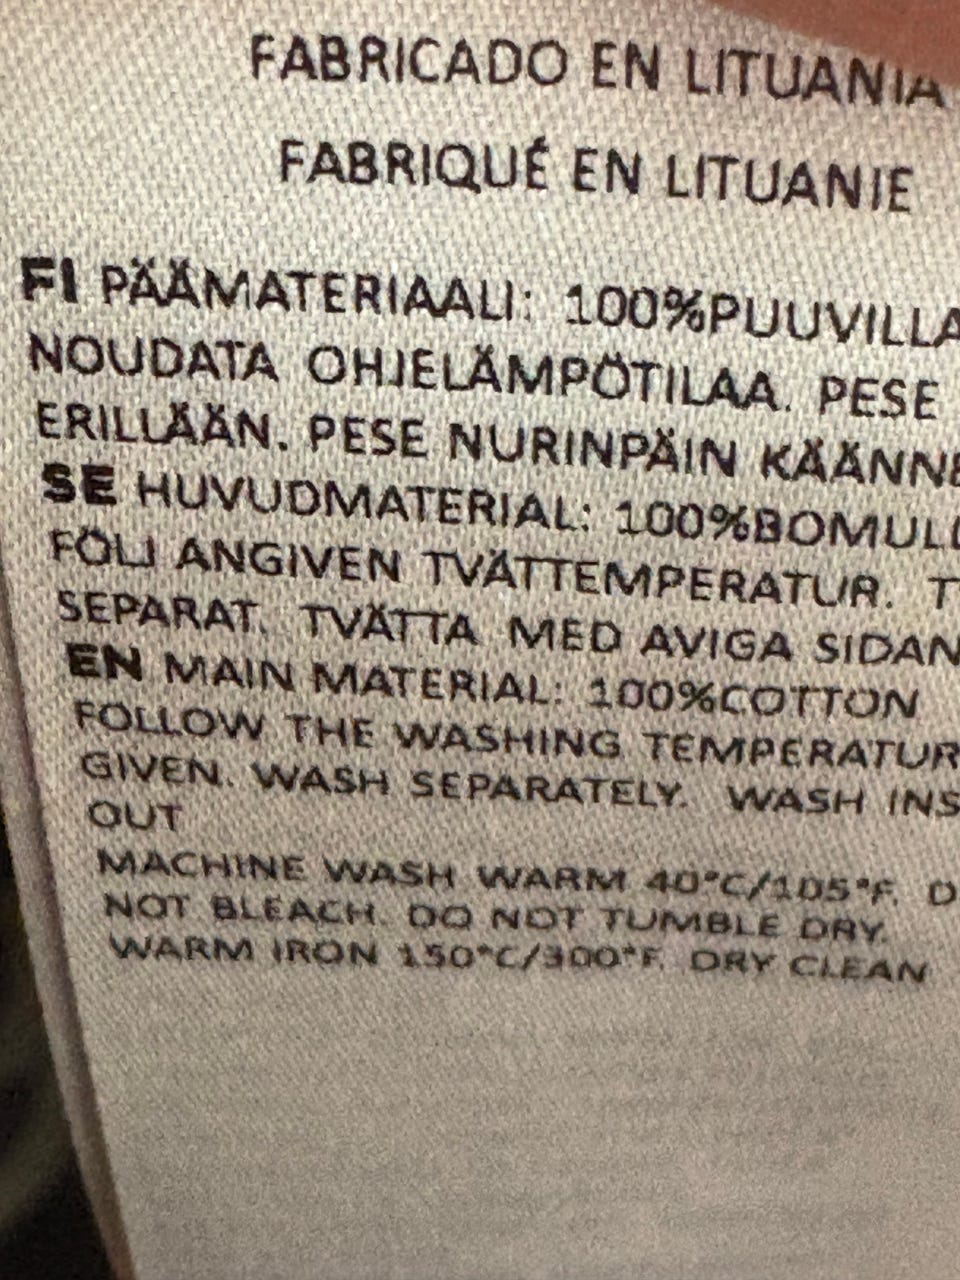 FABRICADO EN LITUANIA
FABRIQUÉ EN LITUANIE
FI PÄÄMATERIAALI: 100%PUUVILLA
NOUDATA OHJELÄMPÖTILAA. PESE
ERILLÄÄN. PESE NURINPÄIN KÄÄNNE
SE HUVUDMATERIAL: 100%BOMULL
FÖLJ ANGIVEN TVÄTTEMPERATUR. T
SEPARAT. TVÄTTA MED AVIGA SIDAN
EN MAIN MATERIAL: 100%COTTON
FOLLOW THE WASHING TEMPERATUR
GIVEN. WASH SEPARATELY. WASH INS
OUT
MACHINE WASH WARM 40°C/105°F. D
NOT BLEACH. DO NOT TUMBLE DRY.
WARM IRON 150°C/300°F. DRY CLEAN